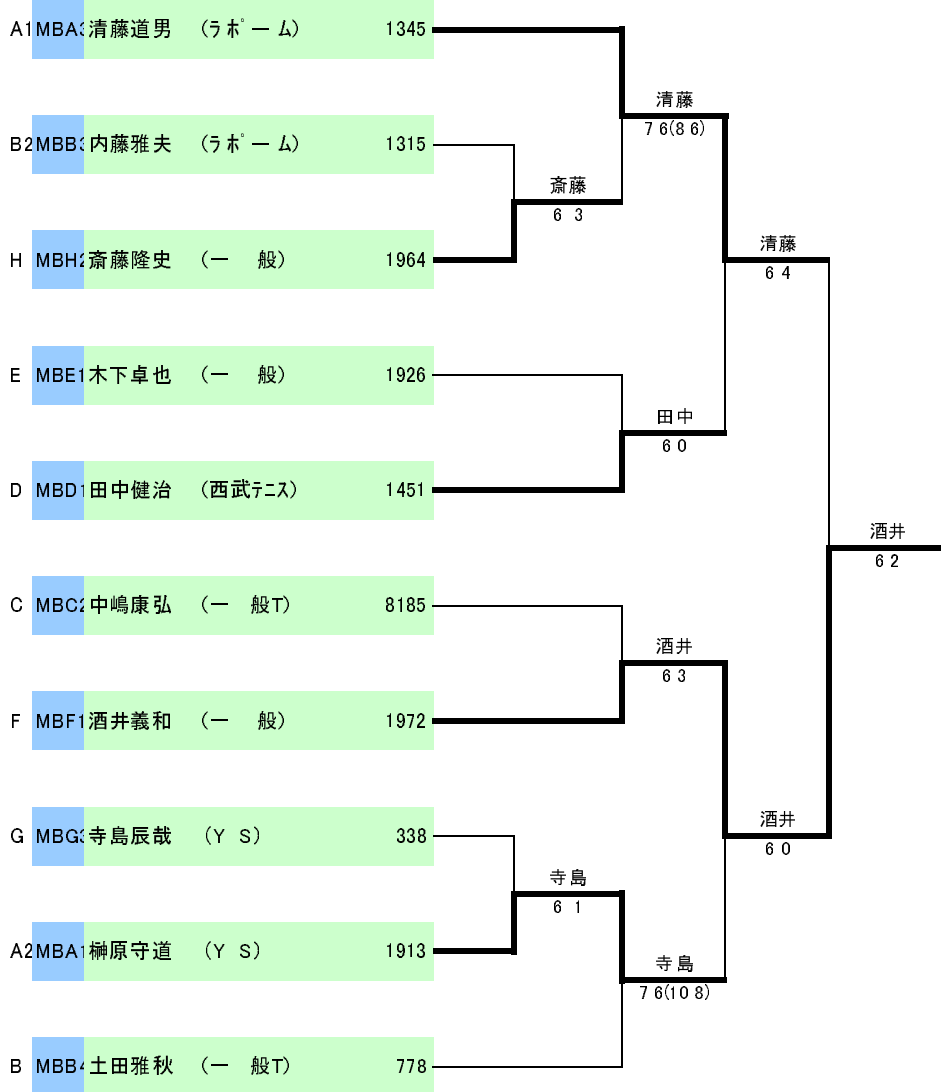 A1 MBA3 清藤道男 (ラポーム) 1345
清藤
7 6(8 6)
B2 MBB3 内藤雅夫 (ラポーム) 1315
斎藤
6 3
H MBH2 斎藤隆史 (一 般) 1964
清藤
6 4
E MBE1 木下卓也 (一 般) 1926
田中
6 0
D MBD1 田中健治 (西武テニス) 1451
酒井
6 2
C MBC2 中嶋康弘 (一 般T) 8185
酒井
6 3
F MBF1 酒井義和 (一 般) 1972
酒井
6 0
G MBG3 寺島辰哉 (Y S) 338
寺島
6 1
A2 MBA1 榊原守道 (Y S) 1913
寺島
7 6(10 8)
B MBB4 土田雅秋 (一 般T) 778